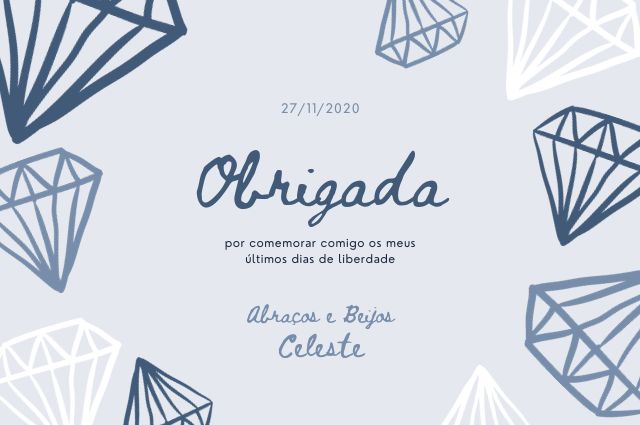 27/11/2020
Obrigada
por comemorar comigo os meus
últimos dias de liberdade
Abraços e Beijos
Celeste